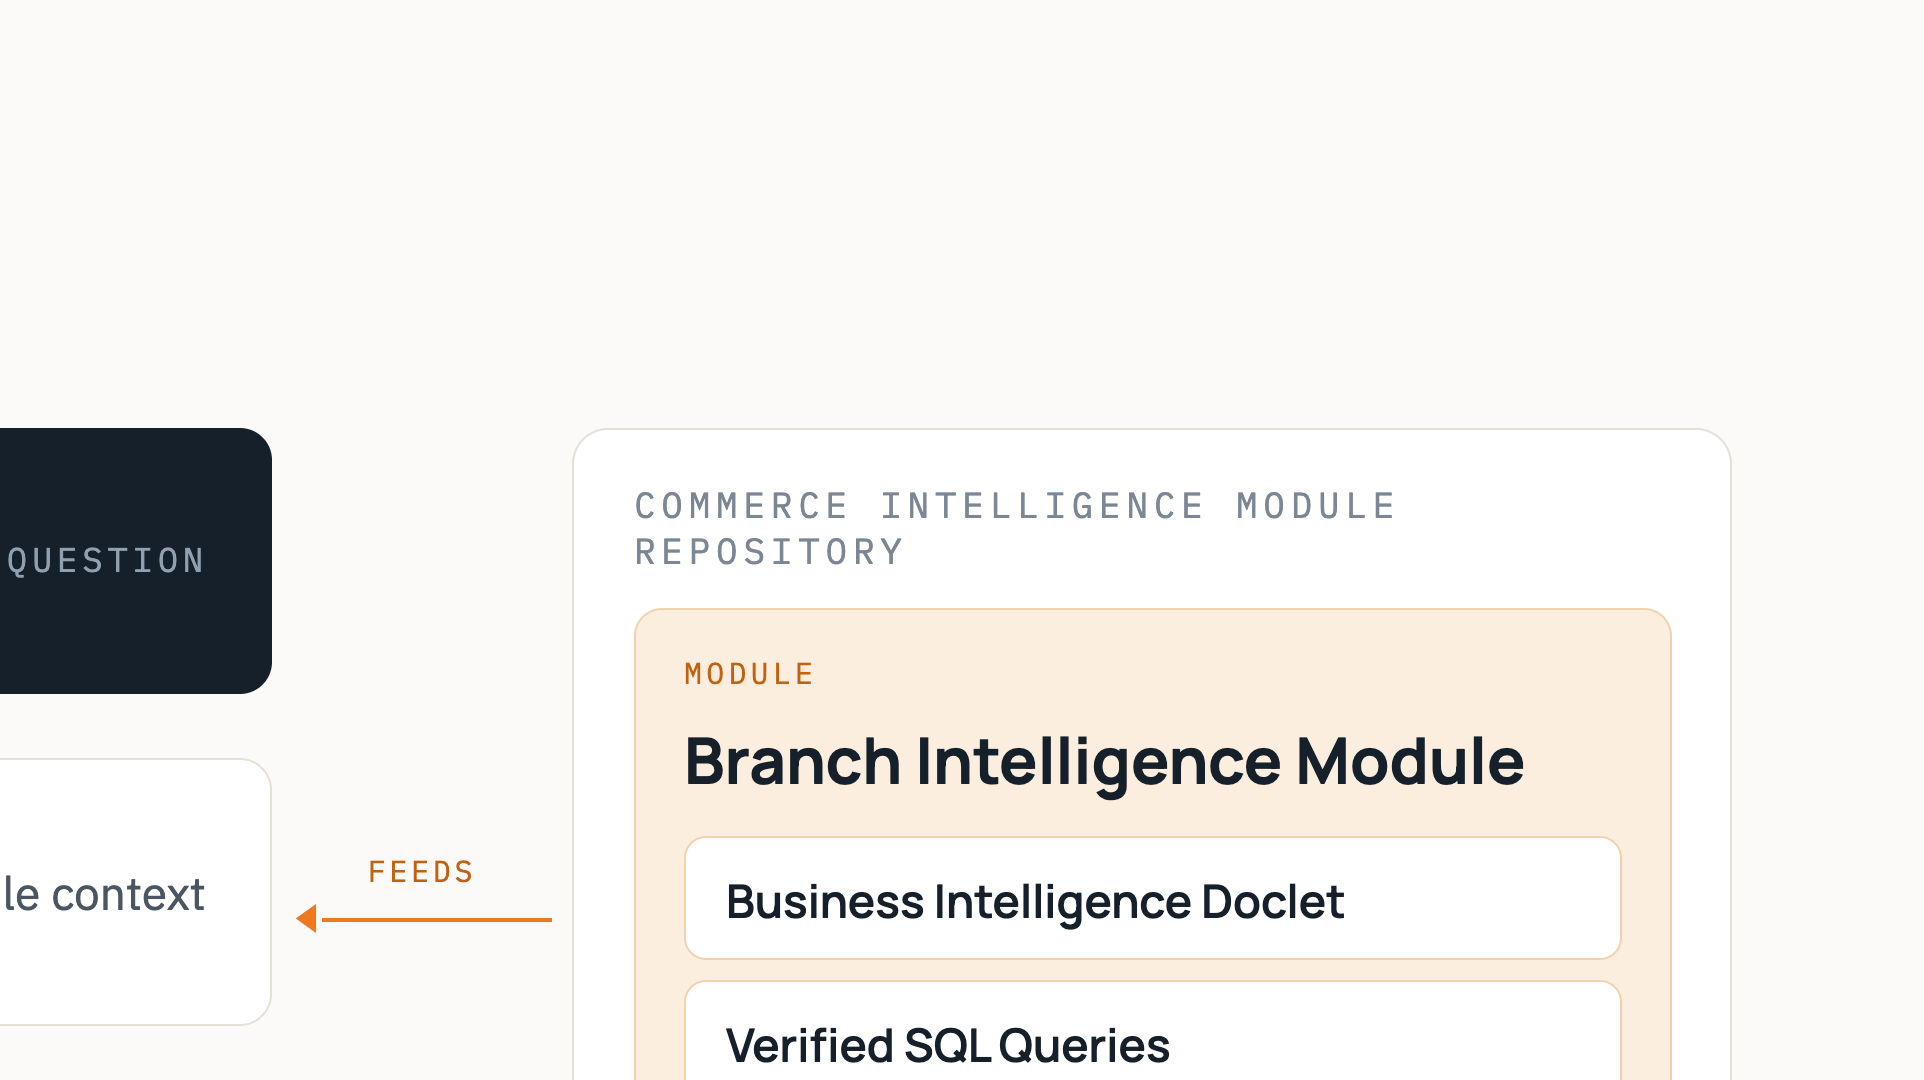 QUESTION
le context
FEEDS
COMMERCE INTELLIGENCE MODULE
REPOSITORY
MODULE
Branch Intelligence Module
Business Intelligence Doclet
Verified SQL Queries